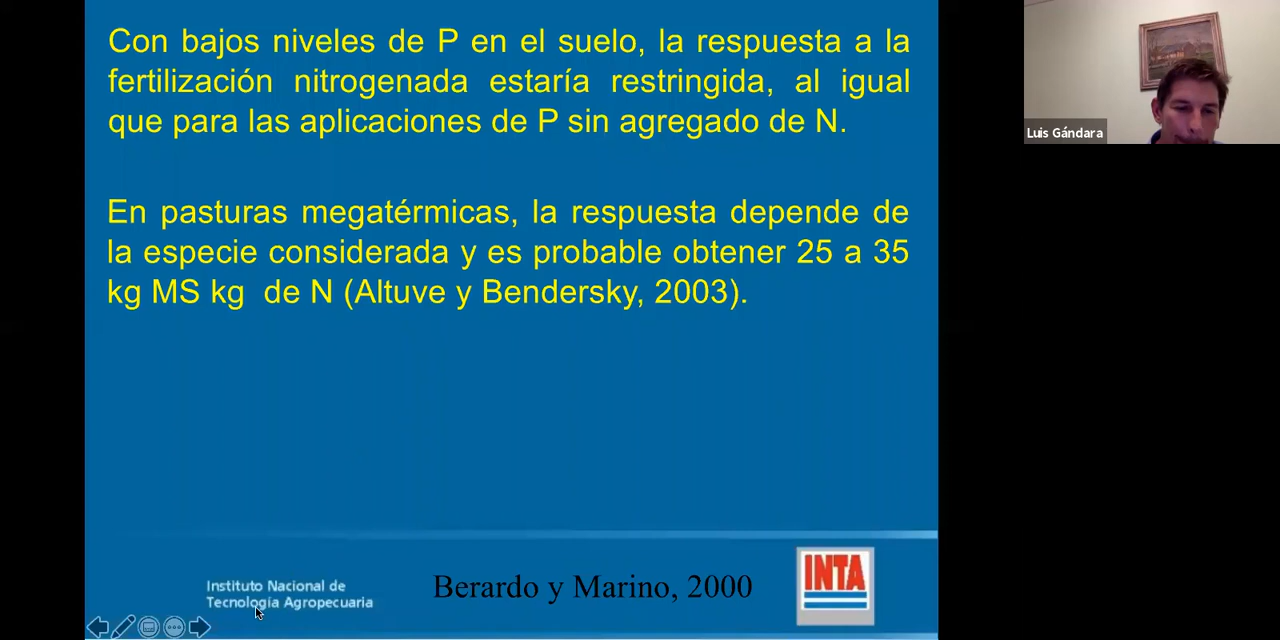 Con bajos niveles de P en el suelo, la respuesta a la
fertilización nitrogenada estaría restringida, al igual
que para las aplicaciones de P sin agregado de N.
En pasturas megatérmicas, la respuesta depende de
la especie considerada y es probable obtener 25 a 35
kg MS kg  de N (Altuve y Bendersky, 2003).
Luis Gándara
Instituto Nacional de
Tecnología Agropecuaria
Berardo y Marino, 2000
INTA